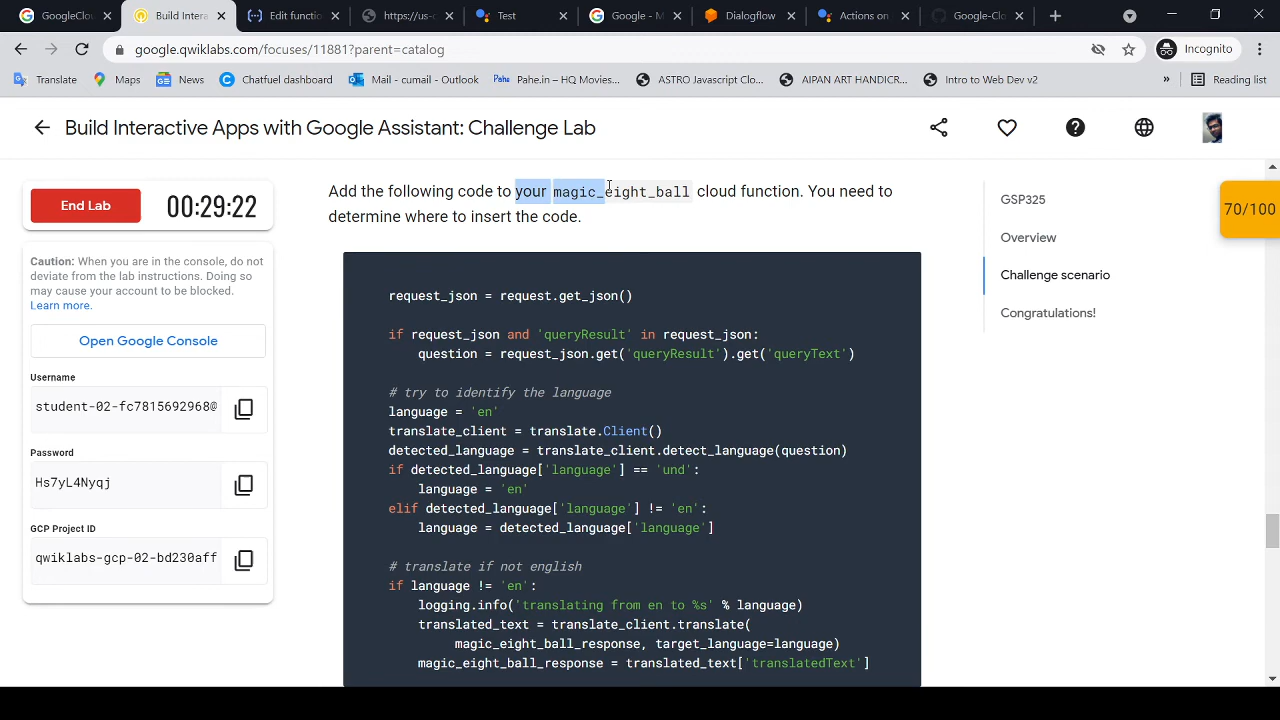 GoogleCloud
Build Intera
Edit function
https://us-c
Test
Google - M
Dialogflow
Actions on
Google-Clo
google.qwiklabs.com/focuses/11881?parent=catalog
Incognito
Translate
Maps
News
Chatfuel dashboard
Mail - cumail - Outlook
Pahe.in – HQ Movies...
ASTRO Javascript Clo...
AIPAN ART HANDICR...
Intro to Web Dev v2
»
Reading list
Build Interactive Apps with Google Assistant: Challenge Lab
End Lab
00:29:22
Caution: When you are in the console, do not
deviate from the lab instructions. Doing so
may cause your account to be blocked.
Learn more.
Open Google Console
Username
student-02-fc7815692968@
Password
Hs7yL4Nyqj
GCP Project ID
qwiklabs-gcp-02-bd230aff
Add the following code to your magic_eight_ball cloud function. You need to
determine where to insert the code.
request_json = request.get_json()
if request_json and 'queryResult' in request_json:
question = request_json.get('queryResult').get('queryText')
# try to identify the language
language = 'en'
translate_client = translate.Client()
detected_language = translate_client.detect_language(question)
if detected_language['language'] == 'und':
language = 'en'
elif detected_language['language'] != 'en':
language = detected_language['language']
# translate if not english
if language != 'en':
logging.info('translating from en to %s' % language)
translated_text = translate_client.translate(
magic_eight_ball_response, target_language=language)
magic_eight_ball_response = translated_text['translatedText']
GSP325
Overview
Challenge scenario
Congratulations!
70/100